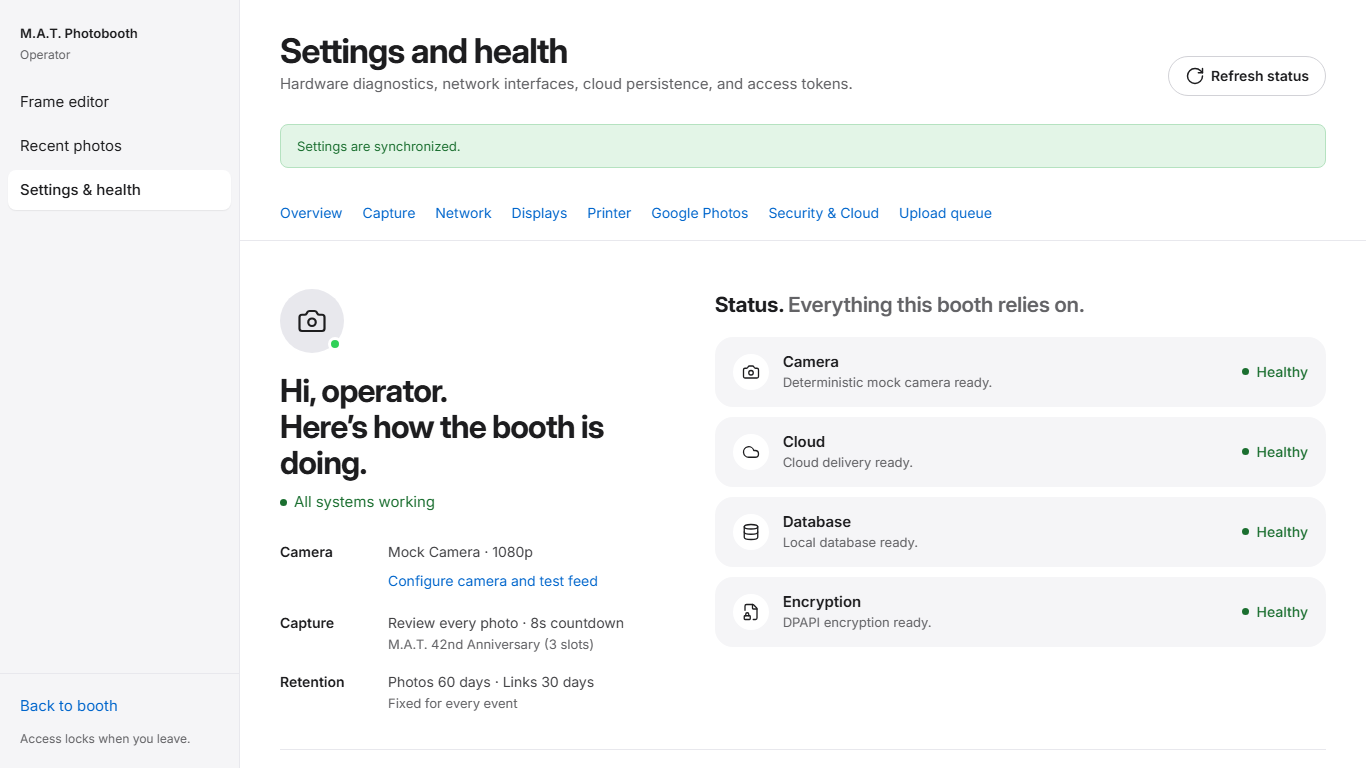 M.A.T. Photobooth
Operator
Frame editor
Recent photos
Settings & health
Back to booth
Access locks when you leave.
Settings and health
Hardware diagnostics, network interfaces, cloud persistence, and access tokens.
Refresh status
Settings are synchronized.
Overview Capture Network Displays Printer Google Photos Security & Cloud Upload queue
Hi, operator.
Here’s how the booth is
doing.
All systems working
Camera Mock Camera · 1080p
Configure camera and test feed
Capture Review every photo · 8s countdown
M.A.T. 42nd Anniversary (3 slots)
Retention Photos 60 days · Links 30 days
Fixed for every event
Status. Everything this booth relies on.
Camera
Deterministic mock camera ready.
Healthy
Cloud
Cloud delivery ready.
Healthy
Database
Local database ready.
Healthy
Encryption
DPAPI encryption ready.
Healthy